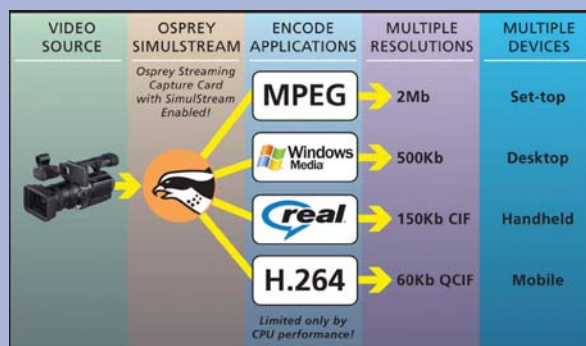 VIDEO
SOURCE
OSPREY
SIMULSTREAM
ENCODE
APPLICATIONS
MULTIPLE
RESOLUTIONS
MULTIPLE
DEVICES
Osprey Streaming
Capture Card
with SimulStream
Enabled!
MPEG
2Mb
Set-top
Windows
Media
500Kb
Desktop
real
150Kb CIF
Handheld
H.264
60Kb QCIF
Mobile
Limited only by
CPU performance!